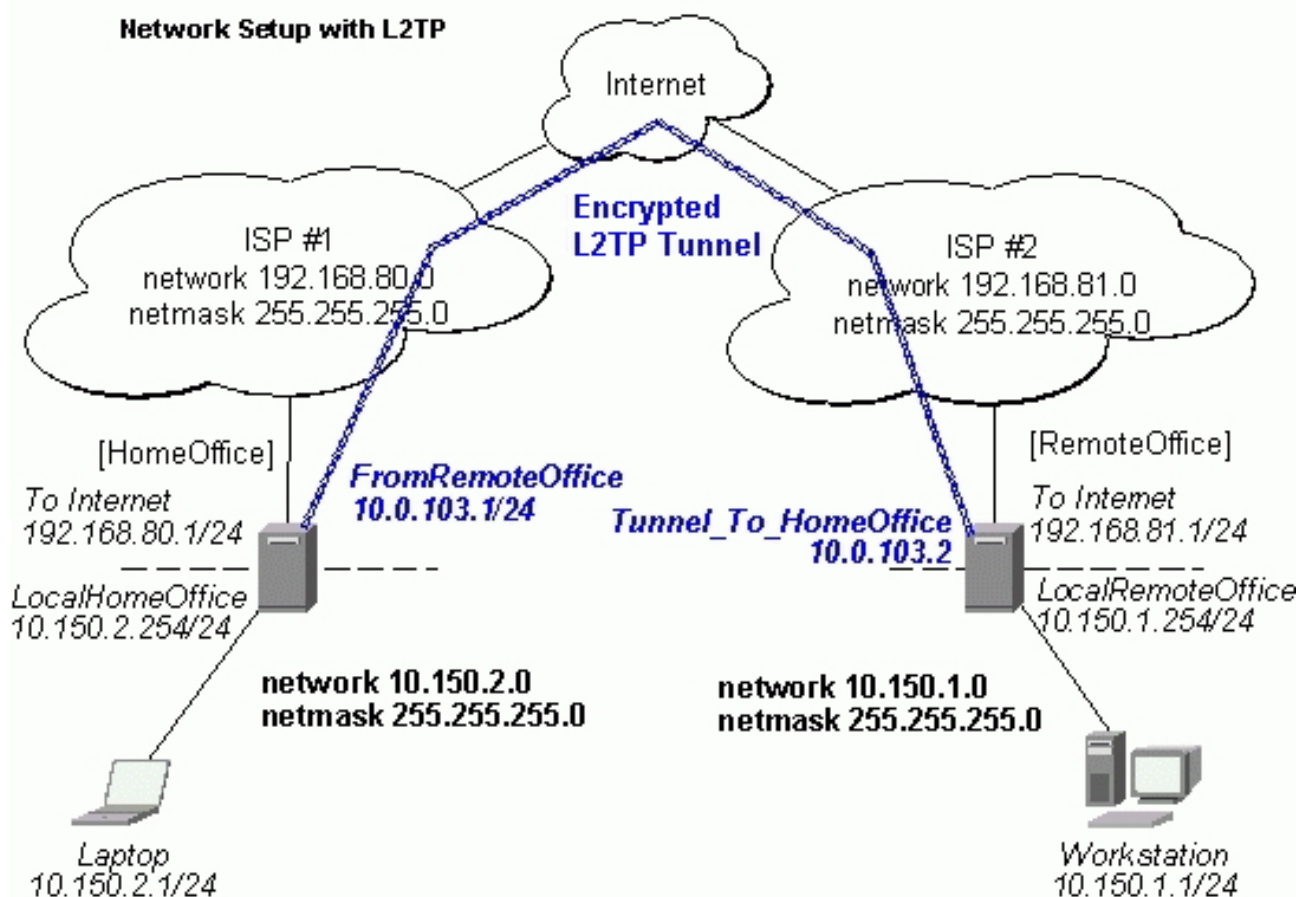 Network Setup with L2TP
Internet
Encrypted
L2TP Tunnel
ISP #1
network 192.168.80.0
netmask 255.255.255.0
ISP #2
network 192.168.81.0
netmask 255.255.255.0
[HomeOffice]
FromRemoteOffice
10.0.103.1/24
To Internet
192.168.80.1/24
LocalHomeOffice
10.150.2.254/24
[RemoteOffice]
Tunnel_To_HomeOffice
10.0.103.2
To Internet
192.168.81.1/24
LocalRemoteOffice
10.150.1.254/24
network 10.150.2.0
netmask 255.255.255.0
network 10.150.1.0
netmask 255.255.255.0
Laptop
10.150.2.1/24
Workstation
10.150.1.1/24